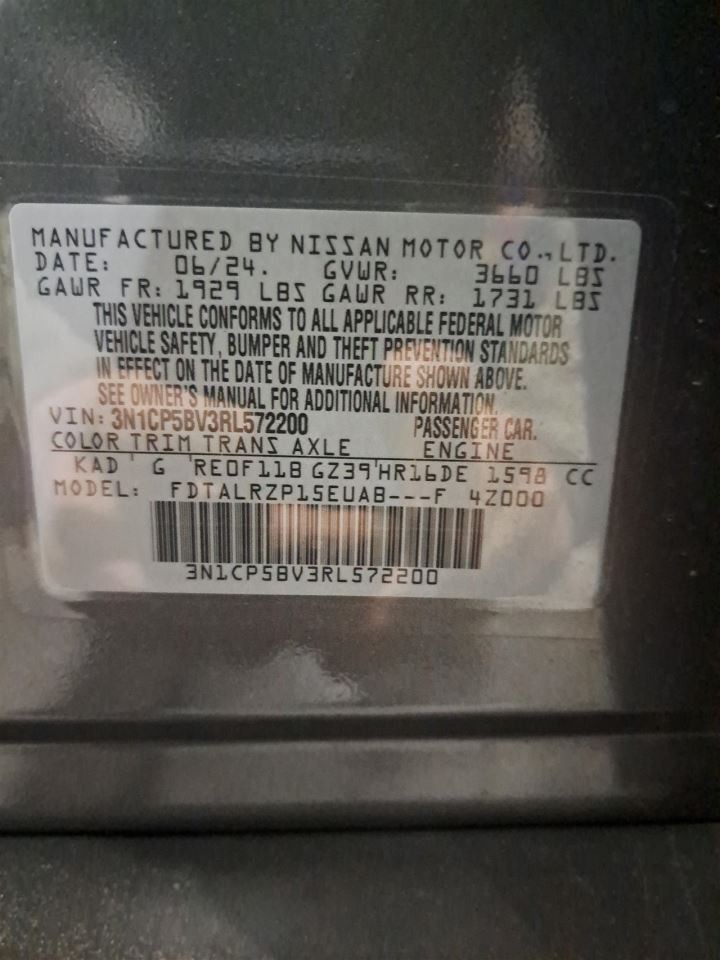 MANUFACTURED BY NISSAN MOTOR CO.,LTD.
DATE: 06/24. GVWR: 3660 LBS
GAWR FR: 1929 LBS GAWR RR: 1731 LBS
THIS VEHICLE CONFORMS TO ALL APPLICABLE FEDERAL MOTOR
VEHICLE SAFETY, BUMPER AND THEFT PREVENTION STANDARDS
IN EFFECT ON THE DATE OF MANUFACTURE SHOWN ABOVE.
SEE OWNER'S MANUAL FOR ADDITIONAL INFORMATION.
VIN: 3N1CP5BV3RL572200 PASSENGER CAR.
COLOR TRIM TRANS AXLE ENGINE
KAD G RE0F11B GZ39 HR16DE 1598 CC
MODEL: FDTALRZP15EUAB---F 4Z000
3N1CP5BV3RL572200